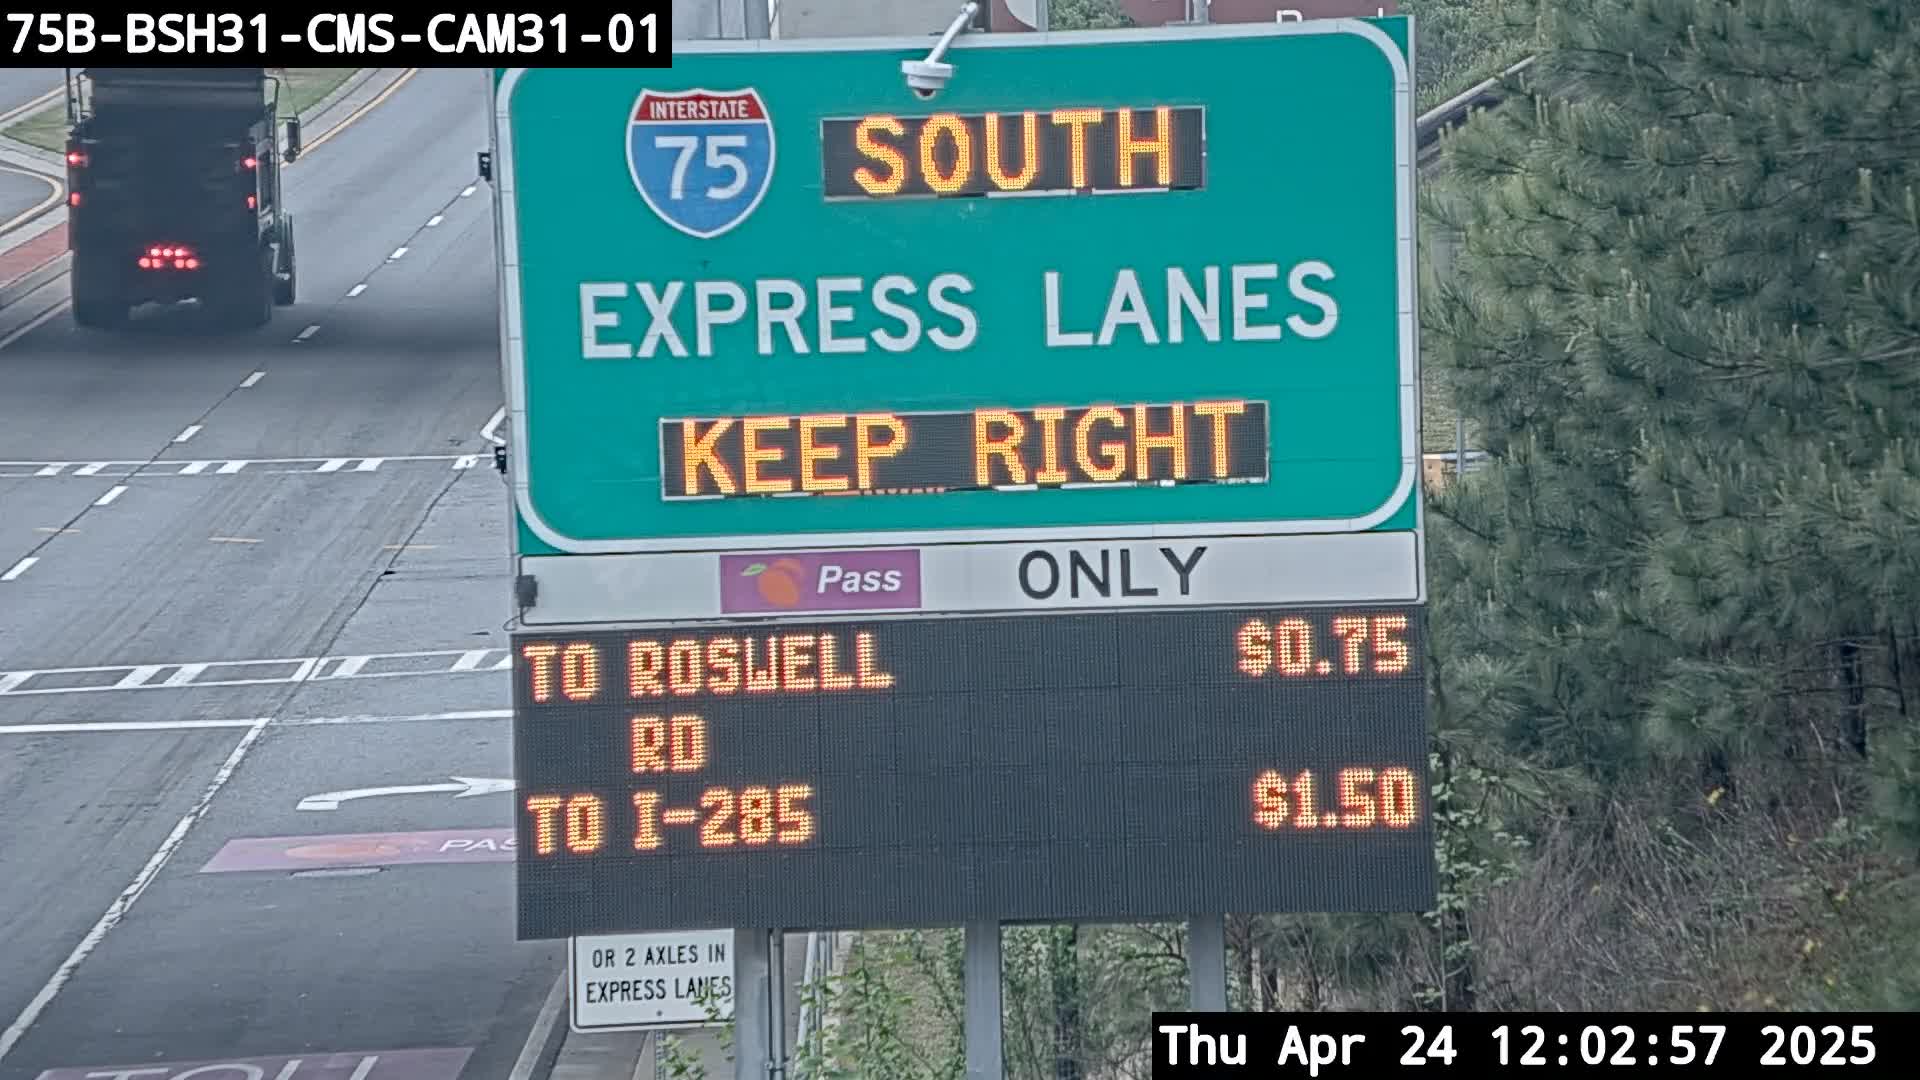 75B-BSH31-CMS-CAM31-01
INTERSTATE
75
SOUTH
EXPRESS LANES
KEEP RIGHT
Pass ONLY
TO ROSWELL $0.75
RD
TO I-285 $1.50
OR 2 AXLES IN
EXPRESS LANES
Thu Apr 24 12:02:57 2025